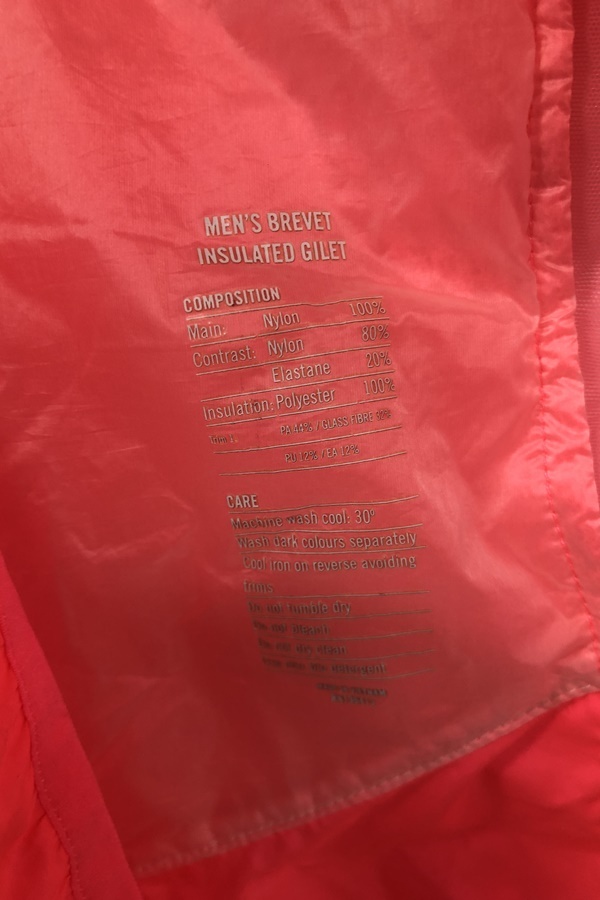 MEN'S BREVET
INSULATED GILET
COMPOSITION
Main: Nylon 100%
Contrast: Nylon 80%
Elastane 20%
Insulation: Polyester 100%
PA 44% / GLASS FIBRE
PU 12% / EA 12%
CARE
Machine wash cool: 30º
Wash dark colours separately
Cool iron on reverse avoiding
trims
Do not tumble dry
Do not bleach
Do not dry clean
detergent